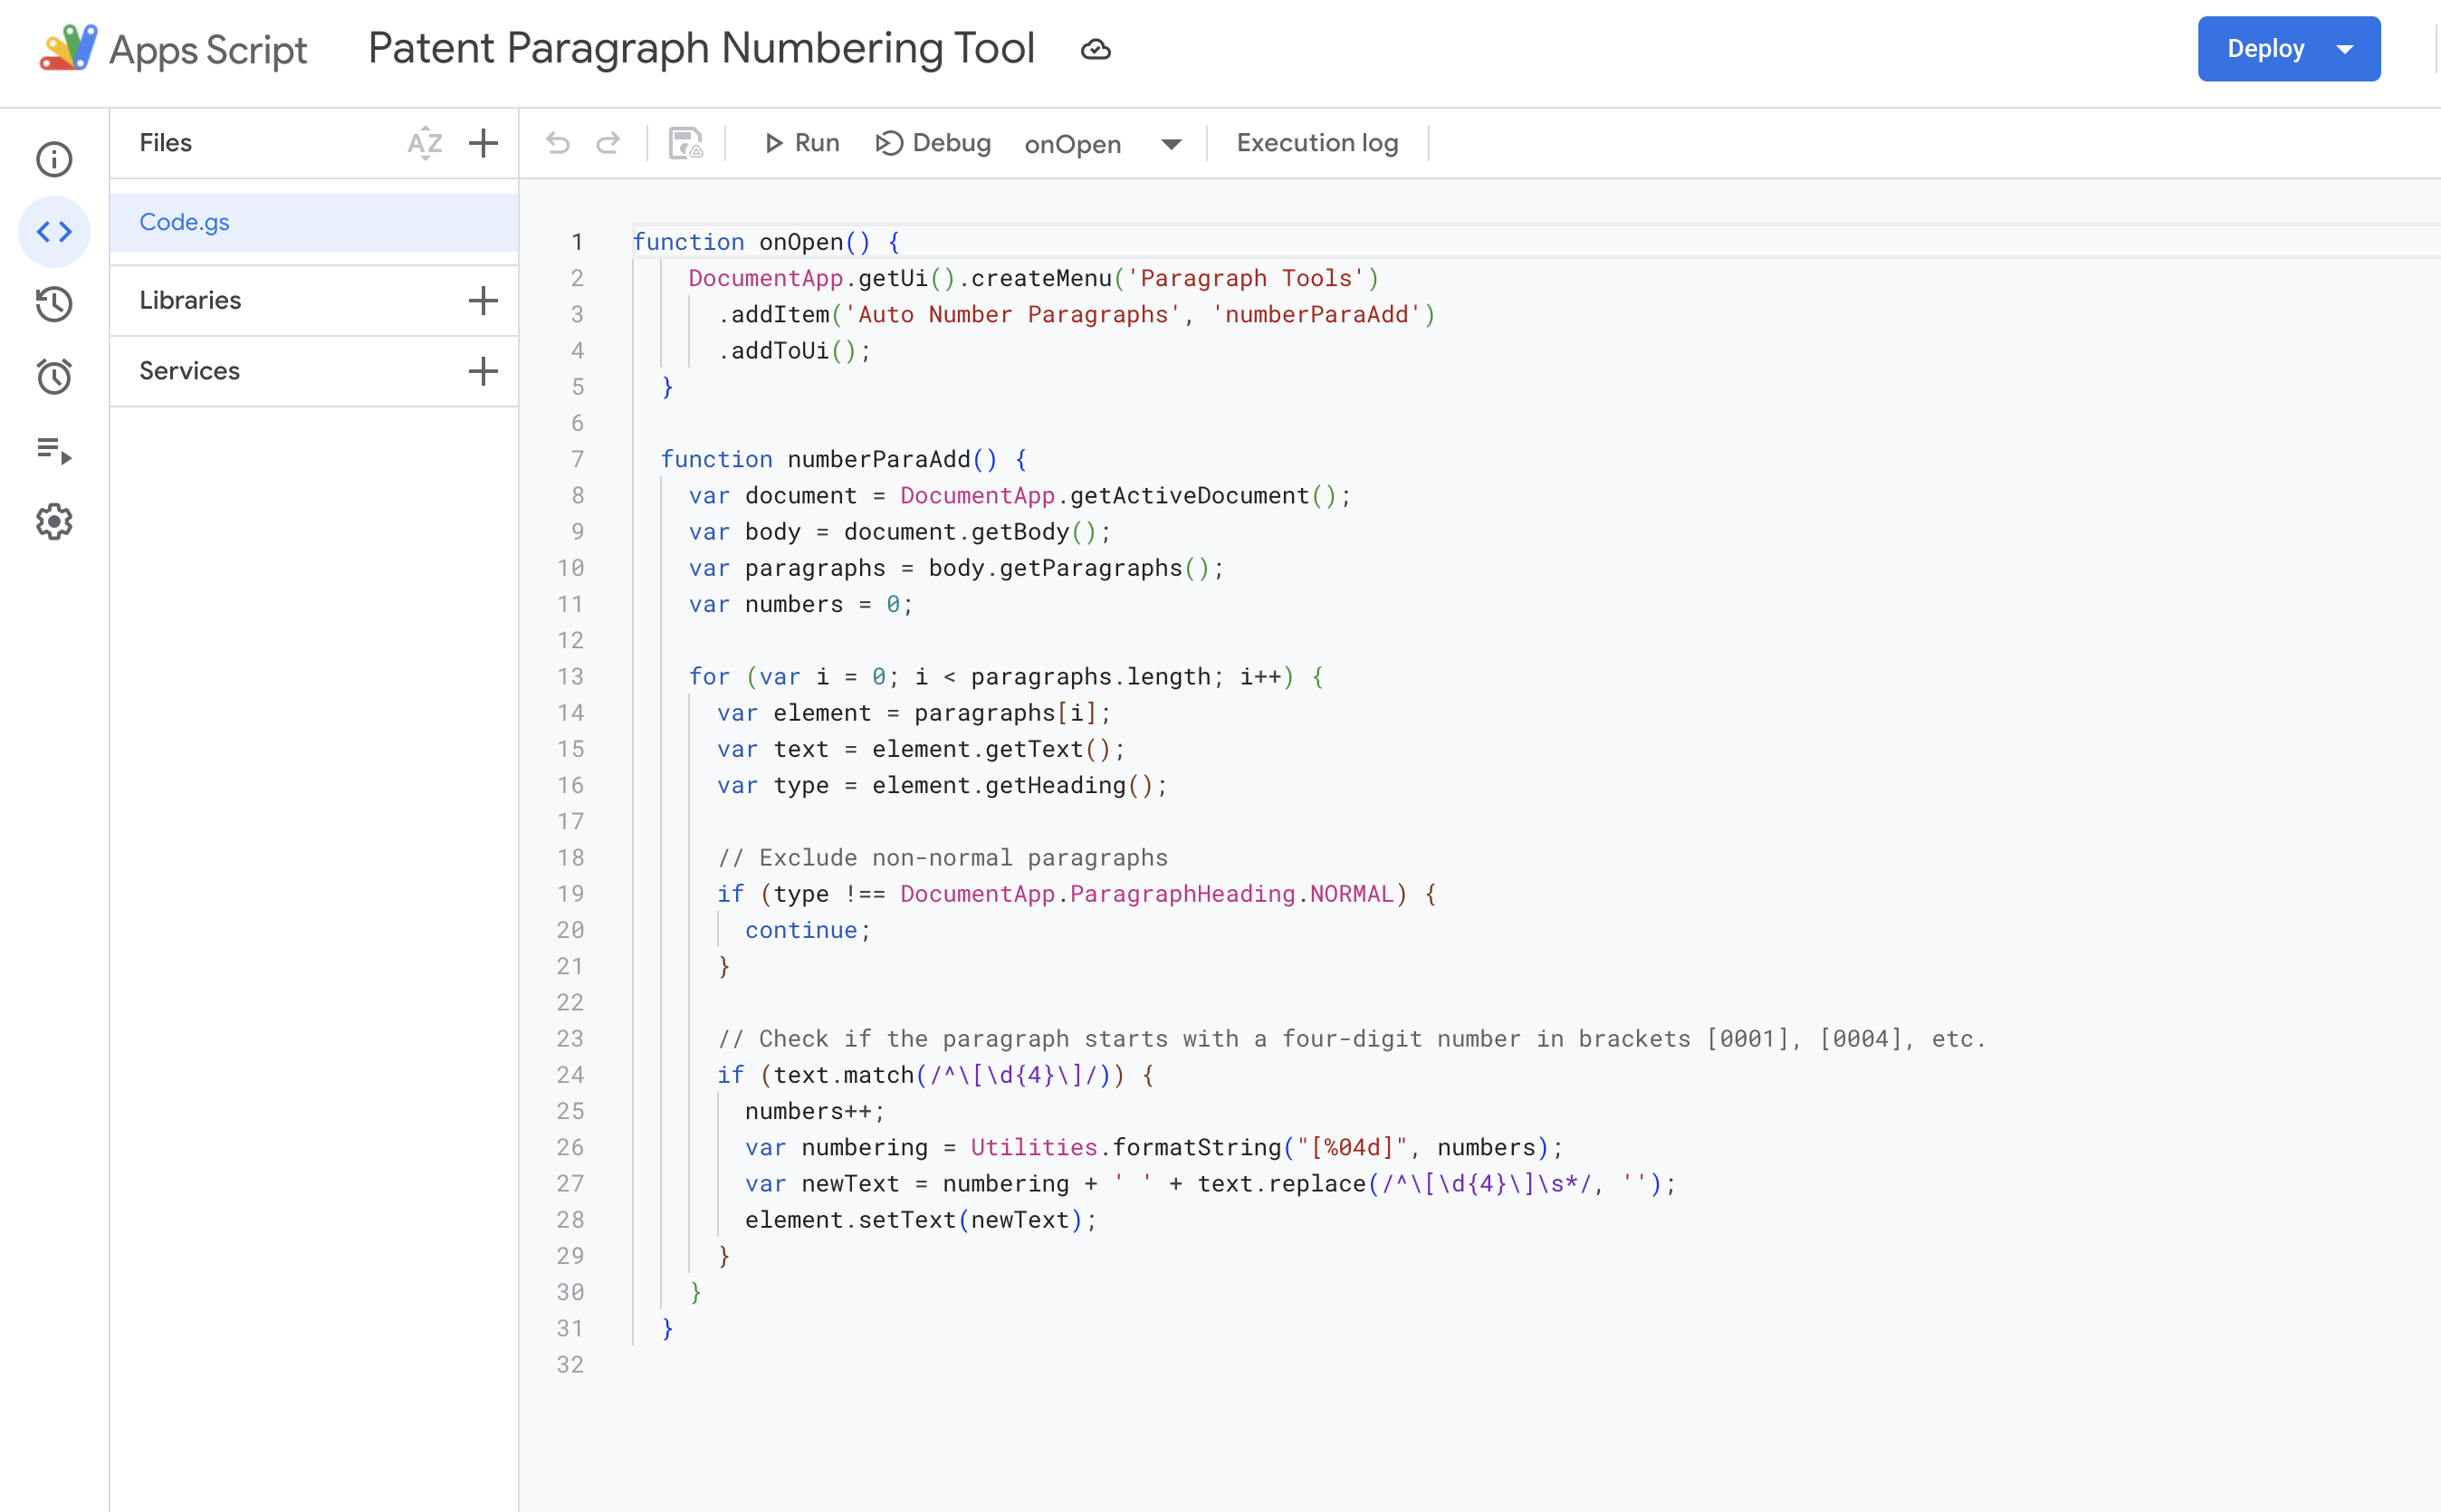 Apps Script Patent Paragraph Numbering Tool Deploy
Files AZ
Run Debug onOpen Execution log
Code.gs
Libraries
Services
1 function onOpen() {
2 DocumentApp.getUi().createMenu('Paragraph Tools')
3 .addItem('Auto Number Paragraphs', 'numberParaAdd')
4 .addToUi();
5 }
6
7 function numberParaAdd() {
8 var document = DocumentApp.getActiveDocument();
9 var body = document.getBody();
10 var paragraphs = body.getParagraphs();
11 var numbers = 0;
12
13 for (var i = 0; i < paragraphs.length; i++) {
14 var element = paragraphs[i];
15 var text = element.getText();
16 var type = element.getHeading();
17
18 // Exclude non-normal paragraphs
19 if (type !== DocumentApp.ParagraphHeading.NORMAL) {
20 continue;
21 }
22
23 // Check if the paragraph starts with a four-digit number in brackets [0001], [0004], etc.
24 if (text.match(/^\[\d{4}\]/)) {
25 numbers++;
26 var numbering = Utilities.formatString("[%04d]", numbers);
27 var newText = numbering + ' ' + text.replace(/^\[\d{4}\]\s*/, '');
28 element.setText(newText);
29 }
30 }
31 }
32